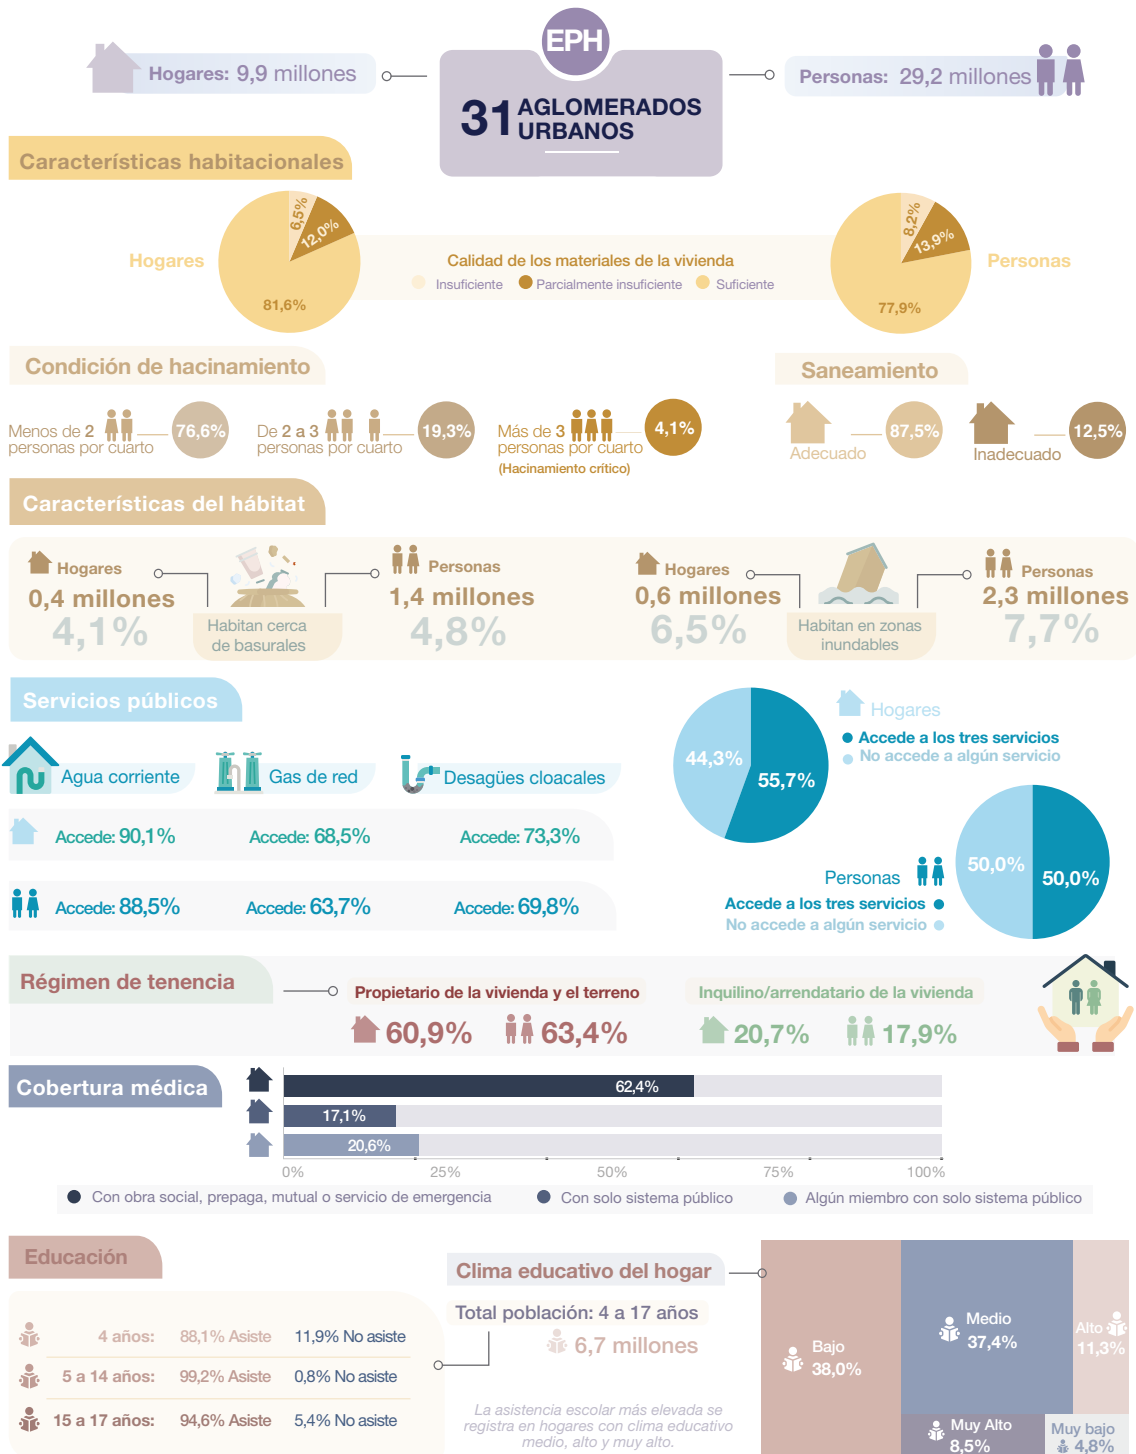 EPH
Hogares: 9,9 millones
31 AGLOMERADOS
URBANOS
Personas: 29,2 millones
Características habitacionales
Hogares
6,5%
12,0%
81,6%
Calidad de los materiales de la vivienda
Insuficiente
Parcialmente insuficiente
Suficiente
8,2%
13,9%
77,9%
Personas
Condición de hacinamiento
Menos de 2
personas por cuarto
76,6%
De 2 a 3
personas por cuarto
19,3%
Más de 3
personas por cuarto
(Hacinamiento crítico)
4,1%
Saneamiento
Adecuado
87,5%
Inadecuado
12,5%
Características del hábitat
Hogares
0,4 millones
4,1%
Habitan cerca
de basurales
Personas
1,4 millones
4,8%
Hogares
0,6 millones
6,5%
Habitan en zonas
inundables
Personas
2,3 millones
7,7%
Servicios públicos
Agua corriente
Gas de red
Desagües cloacales
Accede: 90,1%
Accede: 68,5%
Accede: 73,3%
Accede: 88,5%
Accede: 63,7%
Accede: 69,8%
44,3%
55,7%
Hogares
Accede a los tres servicios
No accede a algún servicio
50,0%
50,0%
Personas
Accede a los tres servicios
No accede a algún servicio
Régimen de tenencia
Propietario de la vivienda y el terreno
60,9%
63,4%
Inquilino/arrendatario de la vivienda
20,7%
17,9%
Cobertura médica
62,4%
17,1%
20,6%
0%
25%
50%
75%
100%
Con obra social, prepaga, mutual o servicio de emergencia
Con solo sistema público
Algún miembro con solo sistema público
Educación
4 años: 88,1% Asiste 11,9% No asiste
5 a 14 años: 99,2% Asiste 0,8% No asiste
15 a 17 años: 94,6% Asiste 5,4% No asiste
Clima educativo del hogar
Total población: 4 a 17 años
6,7 millones
La asistencia escolar más elevada se
registra en hogares con clima educativo
medio, alto y muy alto.
Bajo
38,0%
Medio
37,4%
Alto
11,3%
Muy Alto
8,5%
Muy bajo
4,8%